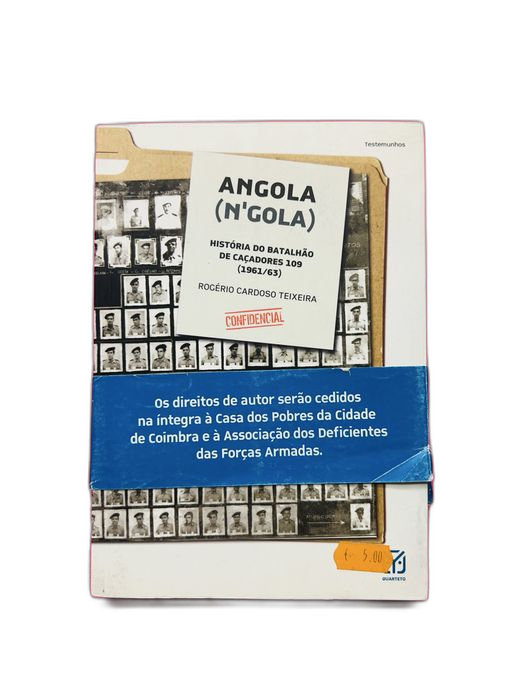 Testemunhos
ANGOLA
(N'GOLA)
HISTÓRIA DO BATALHÃO
DE CAÇADORES 109
(1961/63)
ROGÉRIO CARDOSO TEIXEIRA
CONFIDENCIAL
Os direitos de autor serão cedidos
na íntegra à Casa dos Pobres da Cidade
de Coimbra e à Associação dos Deficientes
das Forças Armadas.
€ 5.00
QUARTETO